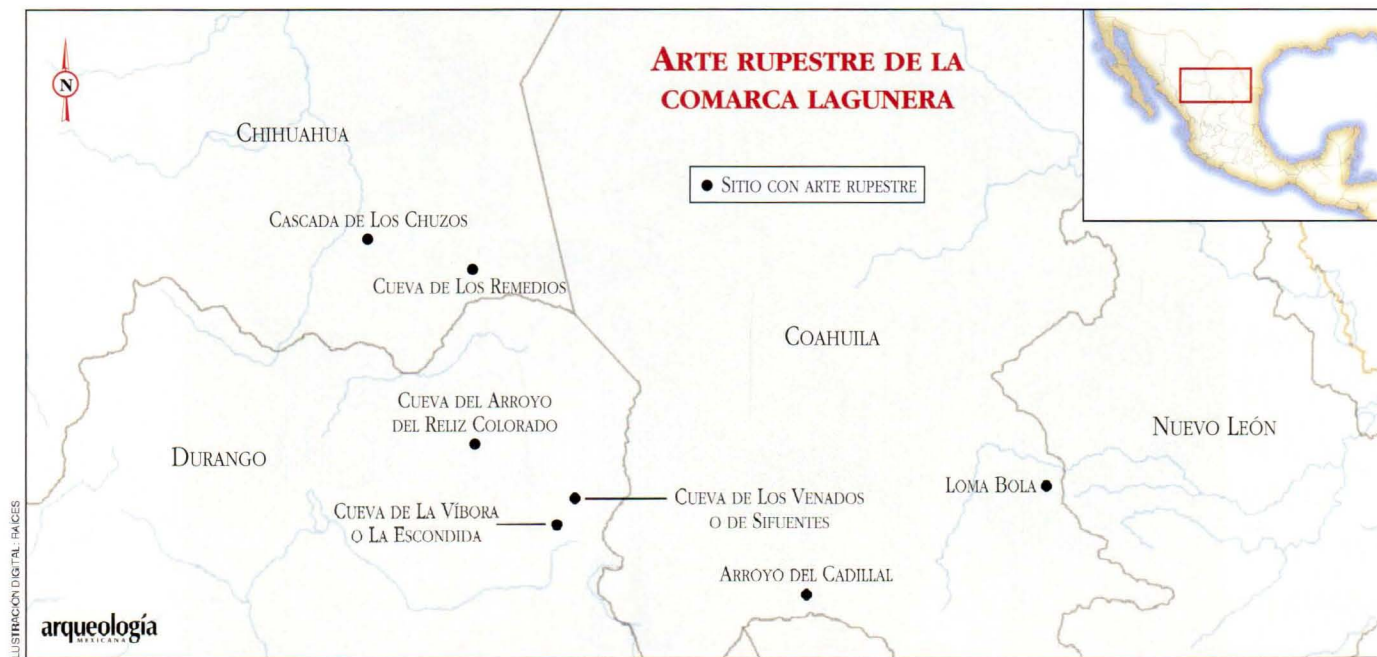 ARTE RUPESTRE DE LA
COMARCA LAGUNERA
N
CHIHUAHUA
SITIO CON ARTE RUPESTRE
CASCADA DE LOS CHUZOS
CUEVA DE LOS REMEDIOS
COAHUILA
CUEVA DEL ARROYO
DEL RELIZ COLORADO
DURANGO
NUEVO LEÓN
LOMA BOLA
CUEVA DE LOS VENADOS
O DE SIFUENTES
CUEVA DE LA VÍBORA
O LA ESCONDIDA
ARROYO DEL CADILLAL
ILUSTRACIÓN DIGITAL: RAÍCES
arqueología
MEXICANA